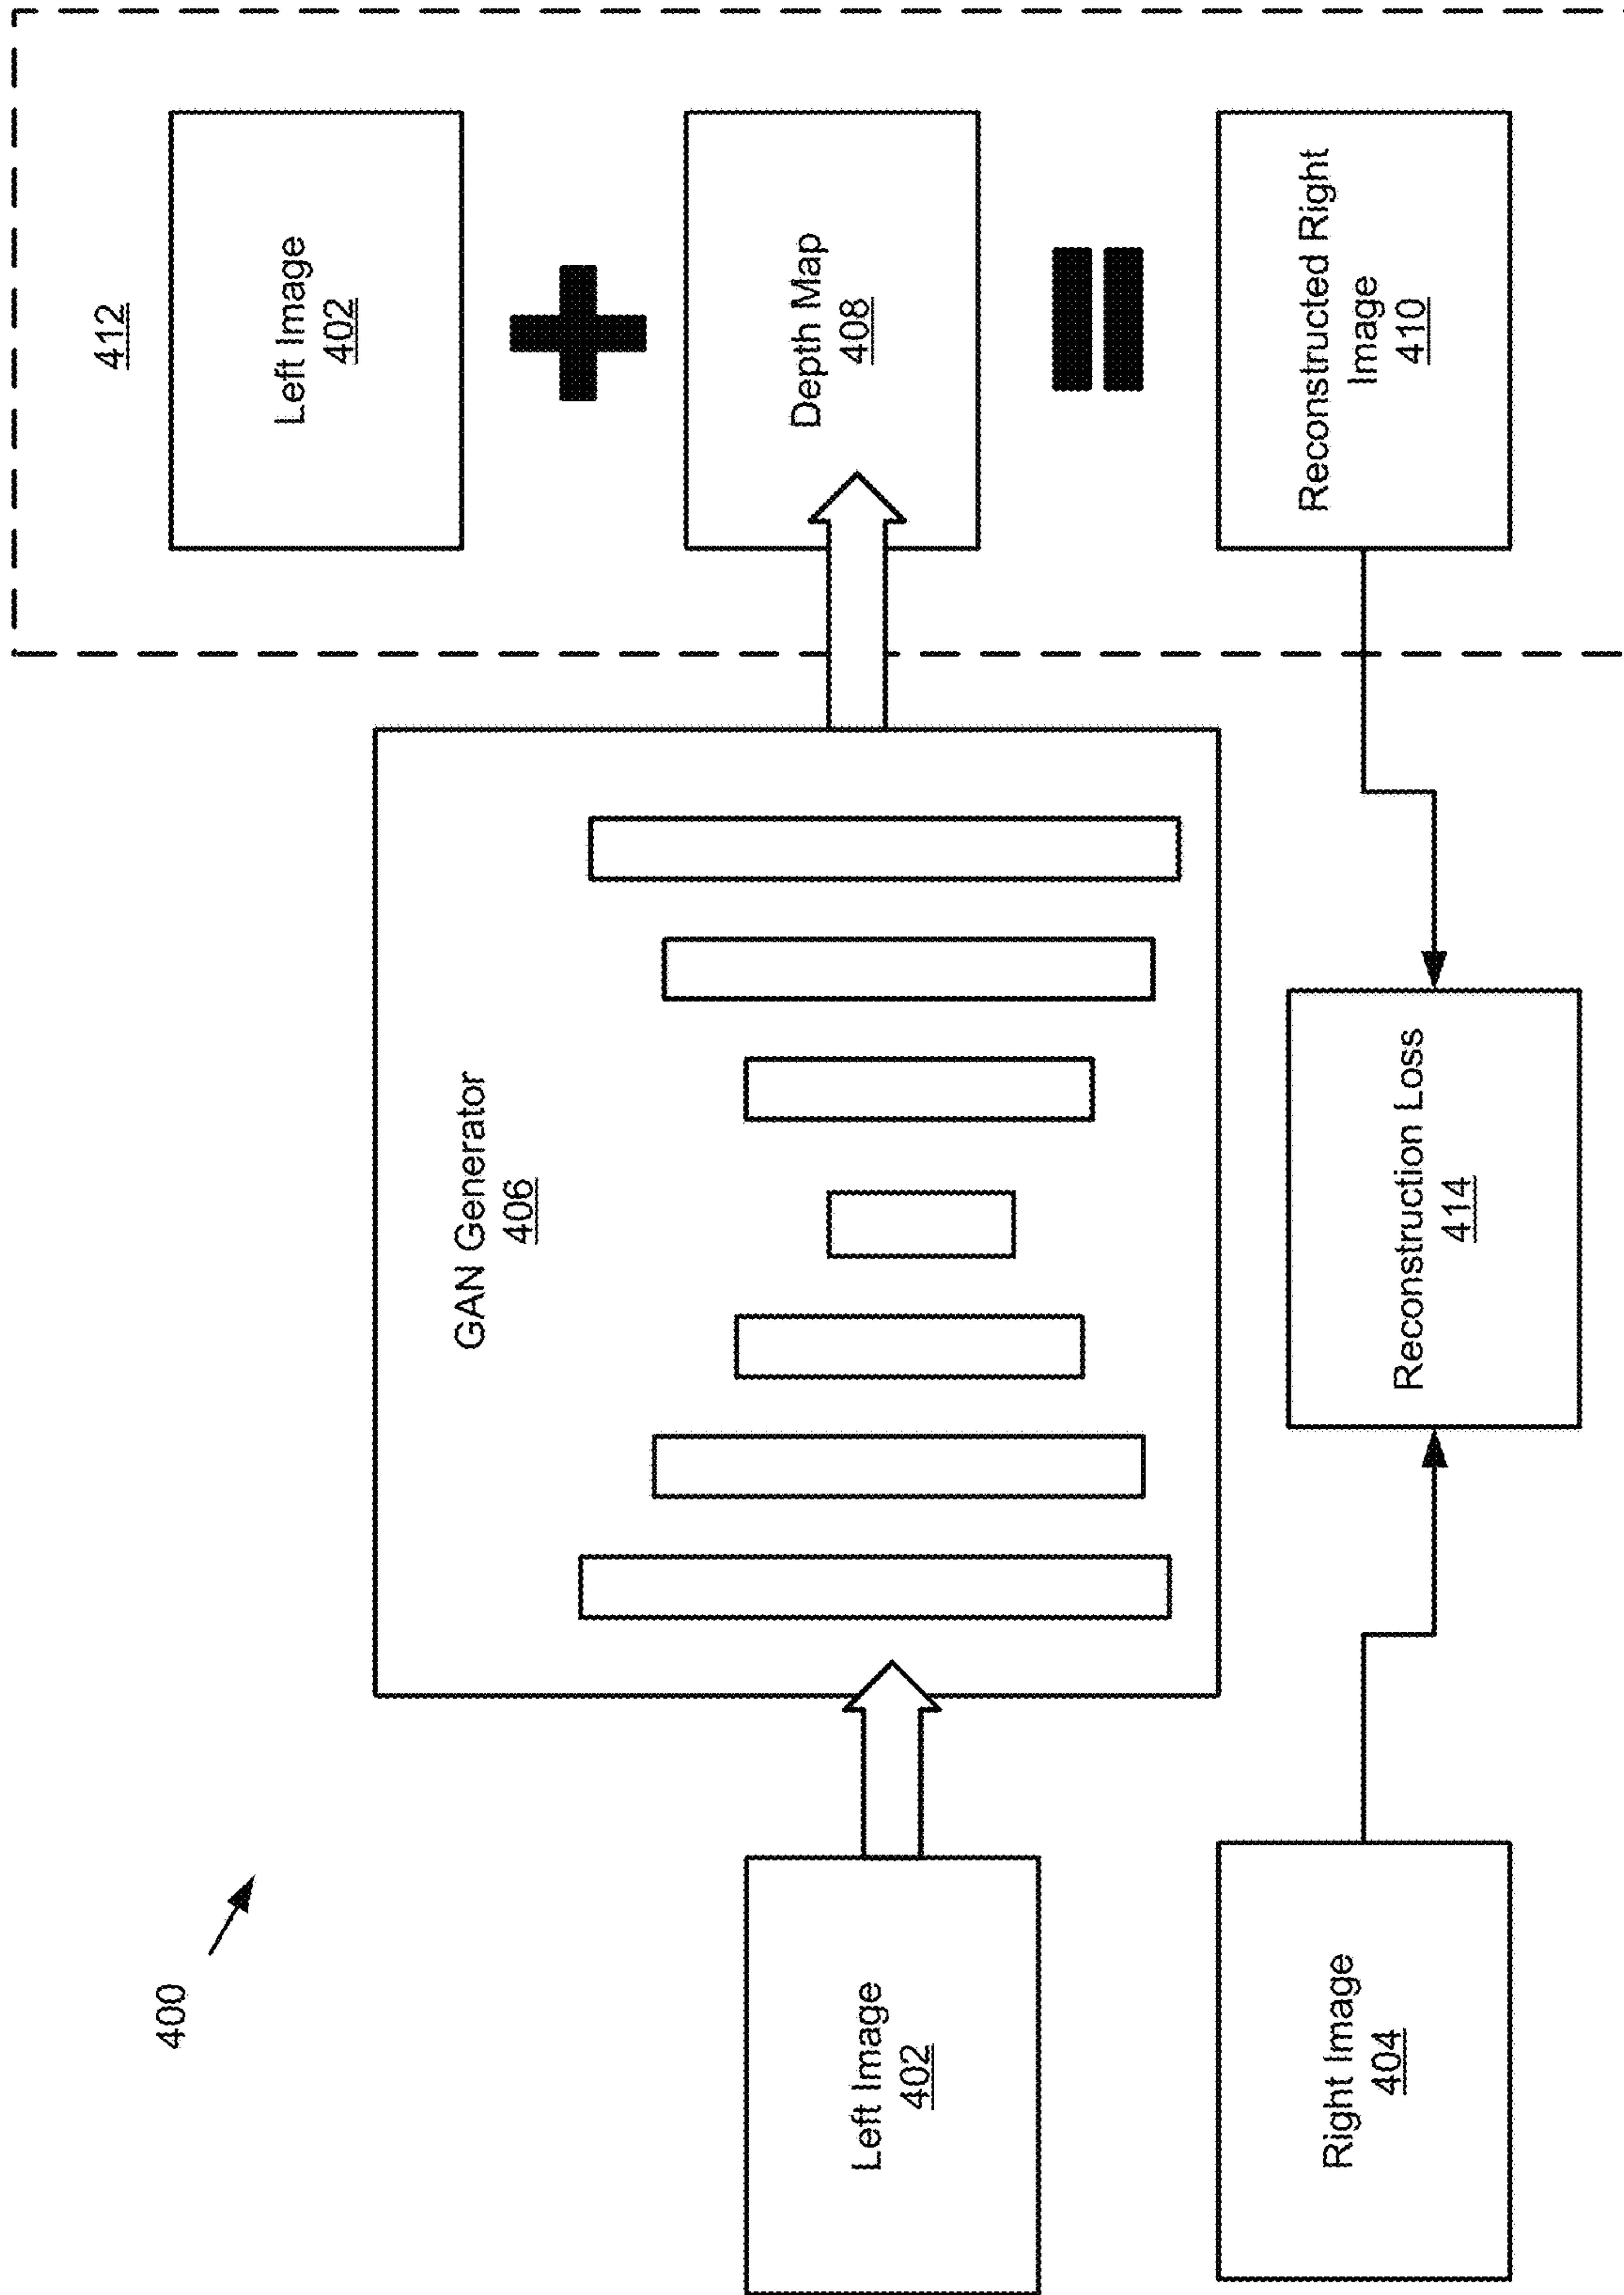 400
Left Image
402
Right Image
404
GAN Generator
406
Reconstruction Loss
414
412
Left Image
402
Depth Map
408
Reconstructed Right
Image
410